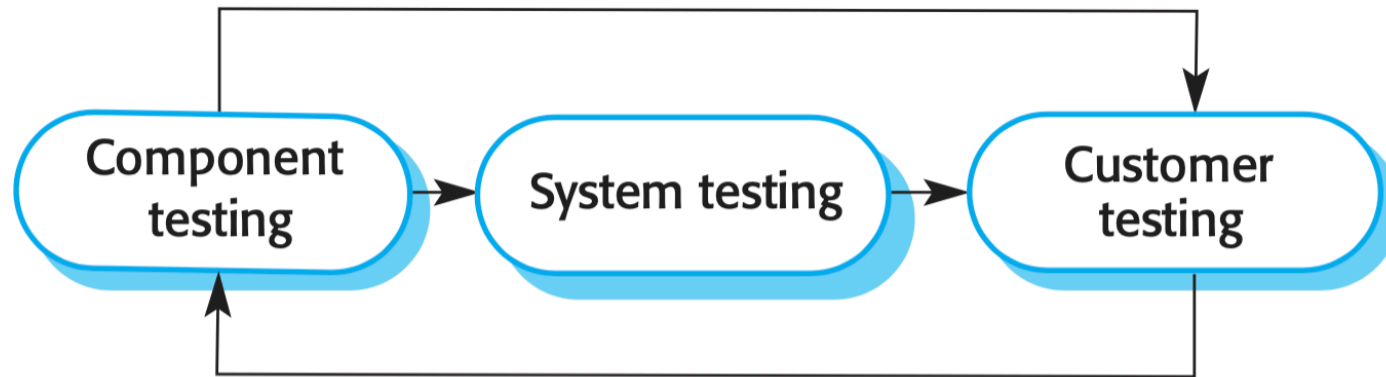 Component
testing
System testing
Customer
testing